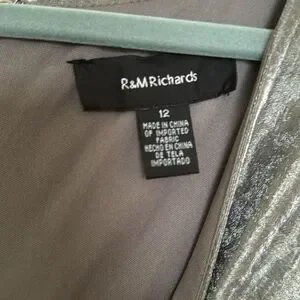 R&M Richards
12
MADE IN CHINA
OF IMPORTED
FABRIC
HECHO EN CHINA
DE TELA
IMPORTADO